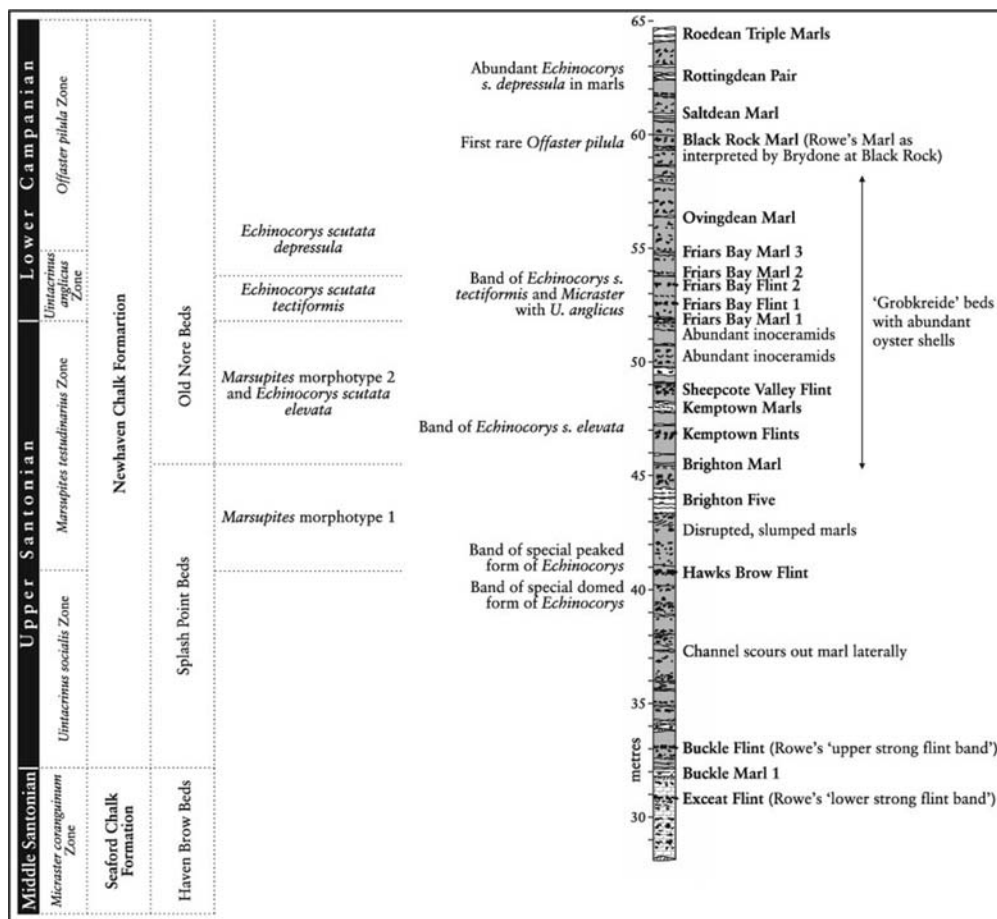 Lower Campanian
Upper Santonian
Middle Santonian
Offaster pilula Zone
Uintacrinus
anglicus
Zone
Marsupites testudinarius Zone
Uintacrinus socialis Zone
Micraster coranguinum
Zone
Newhaven Chalk Formartion
Seaford Chalk
Formation
Old Nore Beds
Splash Point Beds
Haven Brow Beds
Echinocorys scutata
depressula
Echinocorys scutata
tectiformis
Marsupites morphotype 2
and Echinocorys scutata
elevata
Marsupites morphotype 1
Abundant Echinocorys
s. depressula in marls
First rare Offaster pilula
Band of Echinocorys s.
tectiformis and Micraster
with U. anglicus
Band of Echinocorys s. elevata
Band of special peaked
form of Echinocorys
Band of special domed
form of Echinocorys
65
60
55
50
45
40
35
30
metres
Roedean Triple Marls
Rottingdean Pair
Saltdean Marl
Black Rock Marl (Rowe's Marl as
interpreted by Brydone at Black Rock)
Ovingdean Marl
Friars Bay Marl 3
Friars Bay Marl 2
Friars Bay Flint 2
Friars Bay Flint 1
Friars Bay Marl 1
Abundant inoceramids
Abundant inoceramids
Sheepcote Valley Flint
Kemptown Marls
Kemptown Flints
Brighton Marl
Brighton Five
Disrupted, slumped marls
Hawks Brow Flint
Channel scours out marl laterally
Buckle Flint (Rowe's 'upper strong flint band')
Buckle Marl 1
Exceat Flint (Rowe's 'lower strong flint band')
'Grobkreide' beds
with abundant
oyster shells